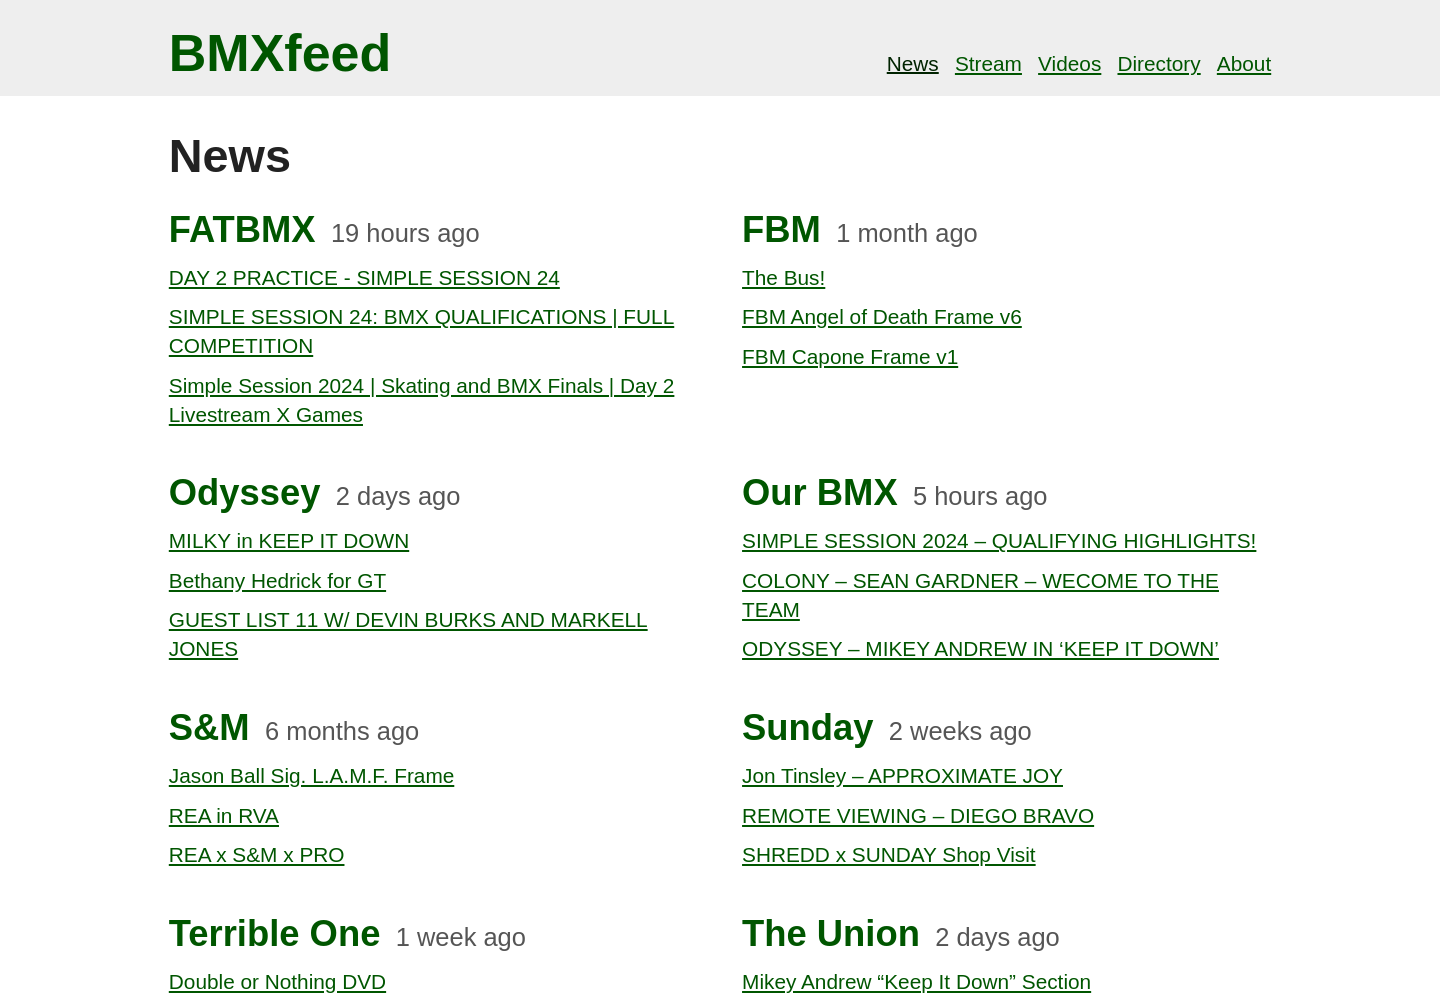 BMXfeed
News Stream Videos Directory About
News
FATBMX 19 hours ago
DAY 2 PRACTICE - SIMPLE SESSION 24
SIMPLE SESSION 24: BMX QUALIFICATIONS | FULL
COMPETITION
Simple Session 2024 | Skating and BMX Finals | Day 2
Livestream X Games
FBM 1 month ago
The Bus!
FBM Angel of Death Frame v6
FBM Capone Frame v1
Odyssey 2 days ago
MILKY in KEEP IT DOWN
Bethany Hedrick for GT
GUEST LIST 11 W/ DEVIN BURKS AND MARKELL
JONES
Our BMX 5 hours ago
SIMPLE SESSION 2024 – QUALIFYING HIGHLIGHTS!
COLONY – SEAN GARDNER – WECOME TO THE
TEAM
ODYSSEY – MIKEY ANDREW IN ‘KEEP IT DOWN’
S&M 6 months ago
Jason Ball Sig. L.A.M.F. Frame
REA in RVA
REA x S&M x PRO
Sunday 2 weeks ago
Jon Tinsley – APPROXIMATE JOY
REMOTE VIEWING – DIEGO BRAVO
SHREDD x SUNDAY Shop Visit
Terrible One 1 week ago
Double or Nothing DVD
The Union 2 days ago
Mikey Andrew “Keep It Down” Section